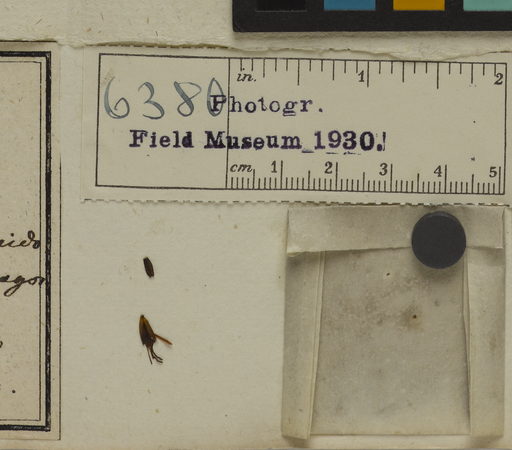 in. 1 2
6380 Photogr.
Field Museum 1930.
cm 1 2 3 4 5